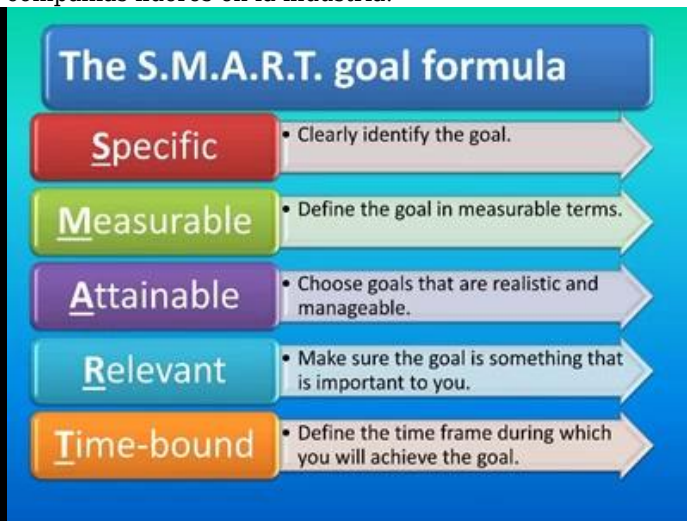 The S.M.A.R.T. goal formula
Specific
• Clearly identify the goal.
Measurable
• Define the goal in measurable terms.
Attainable
• Choose goals that are realistic and
manageable.
Relevant
• Make sure the goal is something that
is important to you.
Time-bound
• Define the time frame during which
you will achieve the goal.